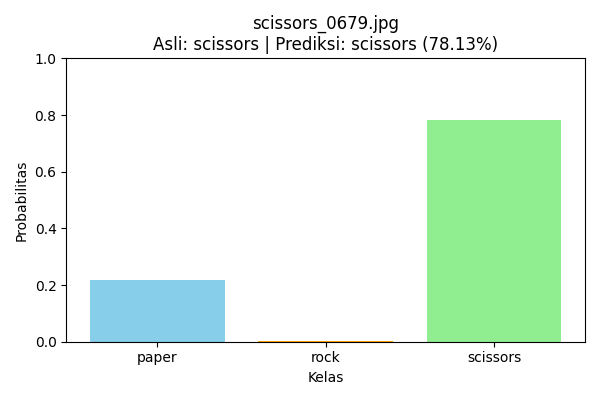 scissors_0679.jpg
Asli: scissors | Prediksi: scissors (78.13%)
1.0
0.8
0.6
0.4
0.2
0.0
Probabilitas
paper rock scissors
Kelas